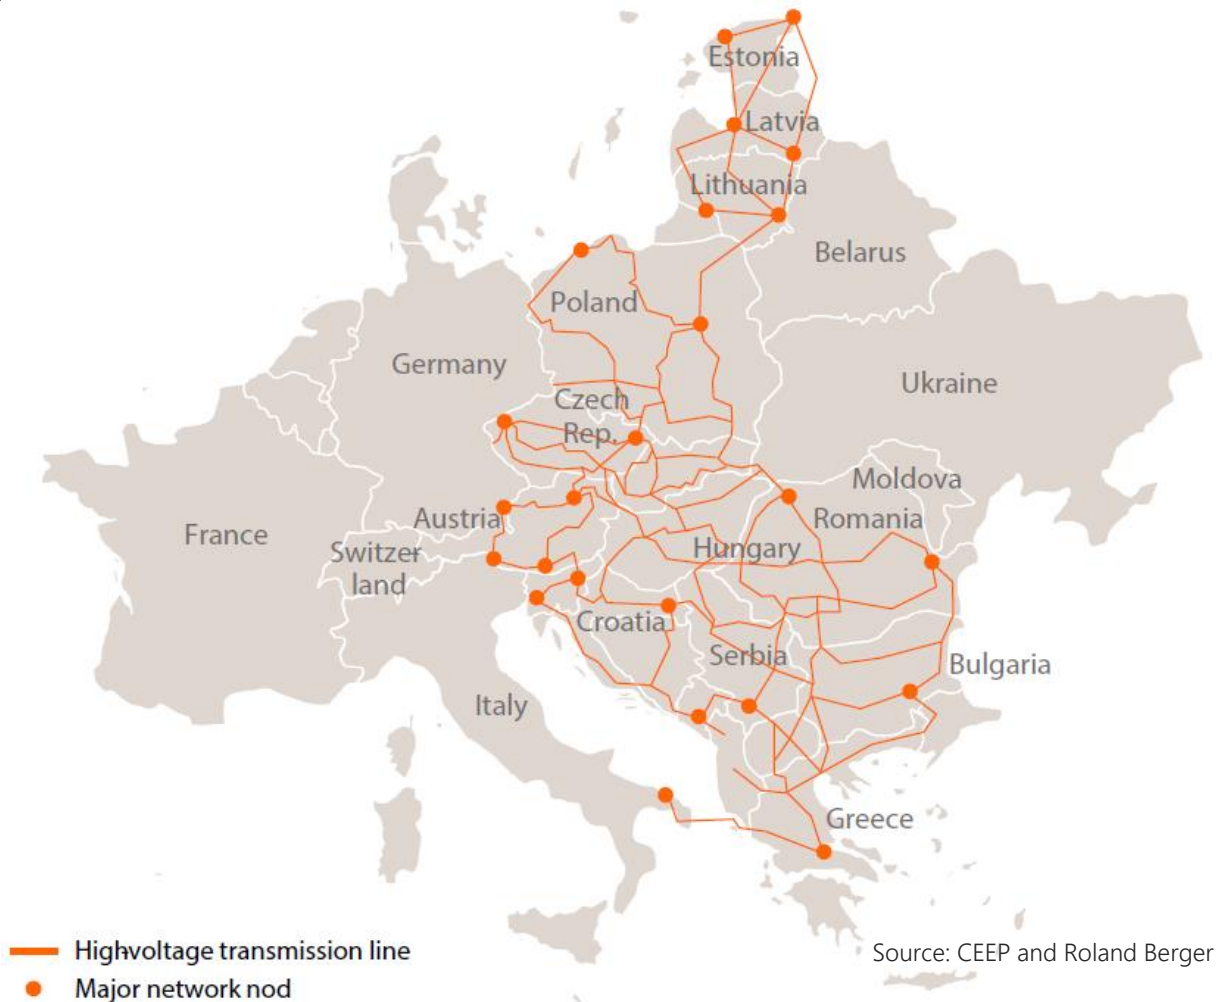 Estonia
Latvia
Lithuania
Belarus
Poland
Germany
Ukraine
Czech
Rep.
Moldova
Austria
Romania
France
Switzer
land
Hungary
Croatia
Serbia
Bulgaria
Italy
Greece
Highvoltage transmission line
Source: CEEP and Roland Berger
Major network nod